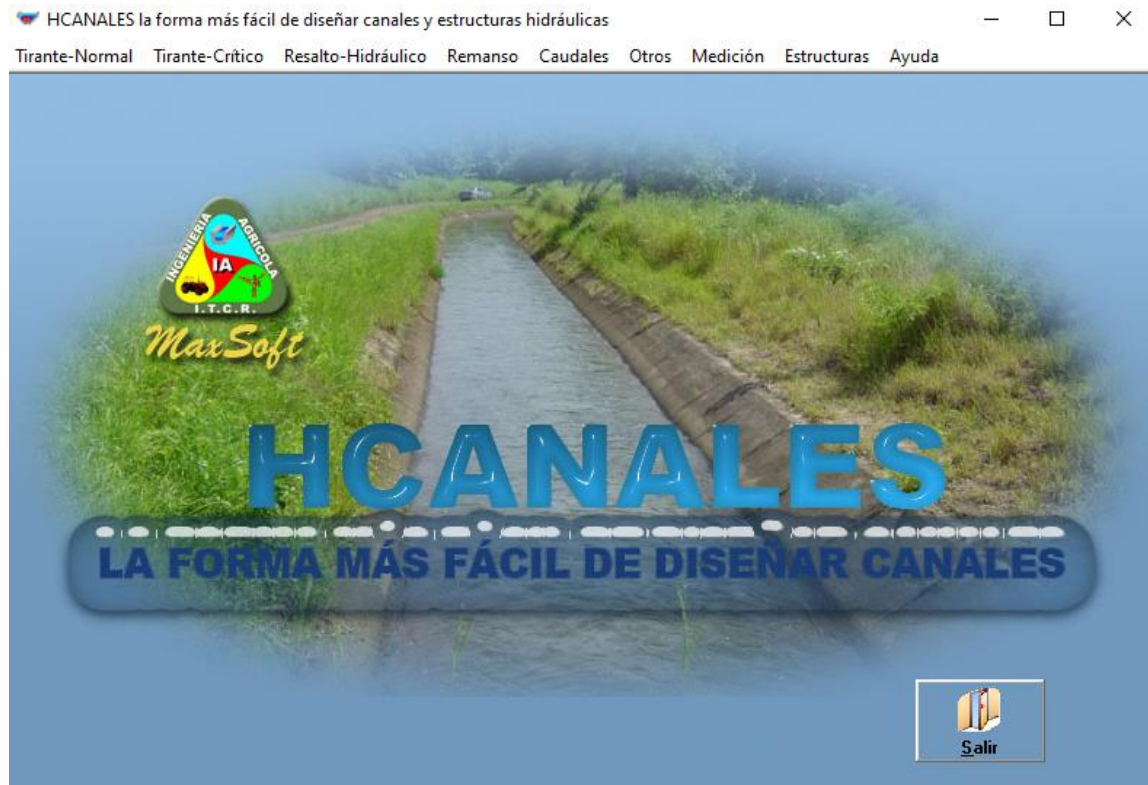 HCANALES la forma más fácil de diseñar canales y estructuras hidráulicas
Tirante-Normal Tirante-Crítico Resalto-Hidráulico Remanso Caudales Otros Medición Estructuras Ayuda
INGENIERIA AGRICOLA
IA
I.T.C.R.
MaxSoft
HCANALES
LA FORMA MÁS FÁCIL DE DISEÑAR CANALES
Salir